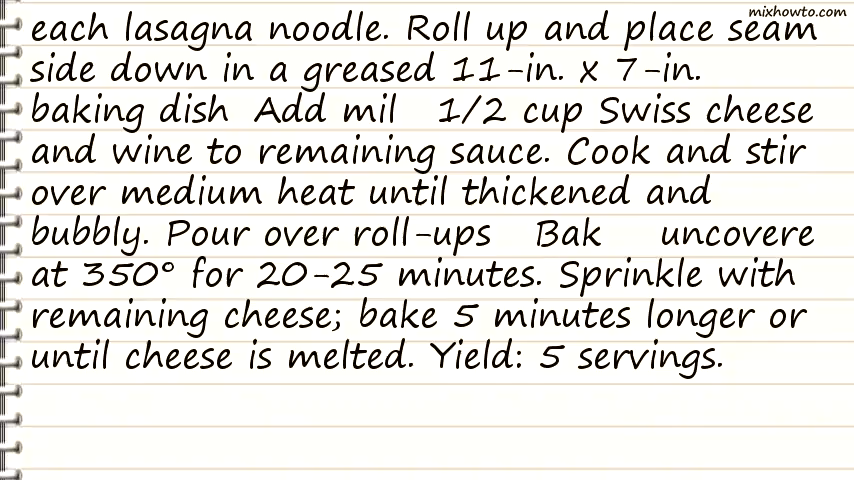 mixhowto.com
each lasagna noodle. Roll up and place seam
side down in a greased 11-in. x 7-in.
baking dish Add mil 1/2 cup Swiss cheese
and wine to remaining sauce. Cook and stir
over medium heat until thickened and
bubbly. Pour over roll-ups Bak uncovere
at 350° for 20-25 minutes. Sprinkle with
remaining cheese; bake 5 minutes longer or
until cheese is melted. Yield: 5 servings.